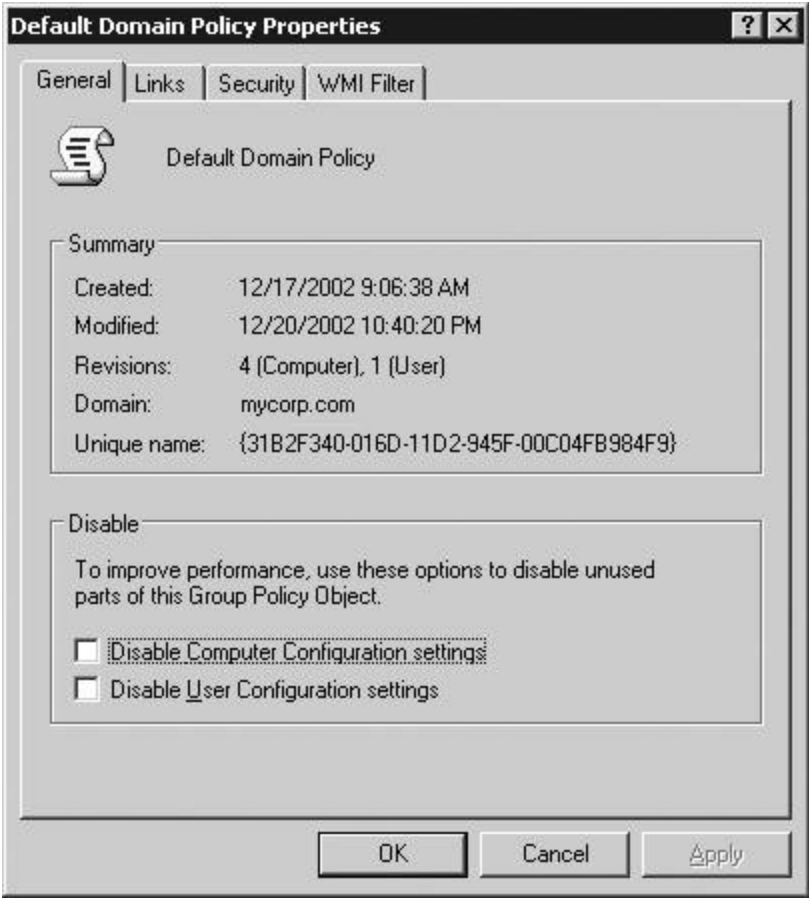 Default Domain Policy Properties
General Links Security WMI Filter
Default Domain Policy
Summary
Created: 12/17/2002 9:06:38 AM
Modified: 12/20/2002 10:40:20 PM
Revisions: 4 (Computer), 1 (User)
Domain: mycorp.com
Unique name: {31B2F340-016D-11D2-945F-00C04FB984F9}
Disable
To improve performance, use these options to disable unused
parts of this Group Policy Object.
Disable Computer Configuration settings
Disable User Configuration settings
OK Cancel Apply